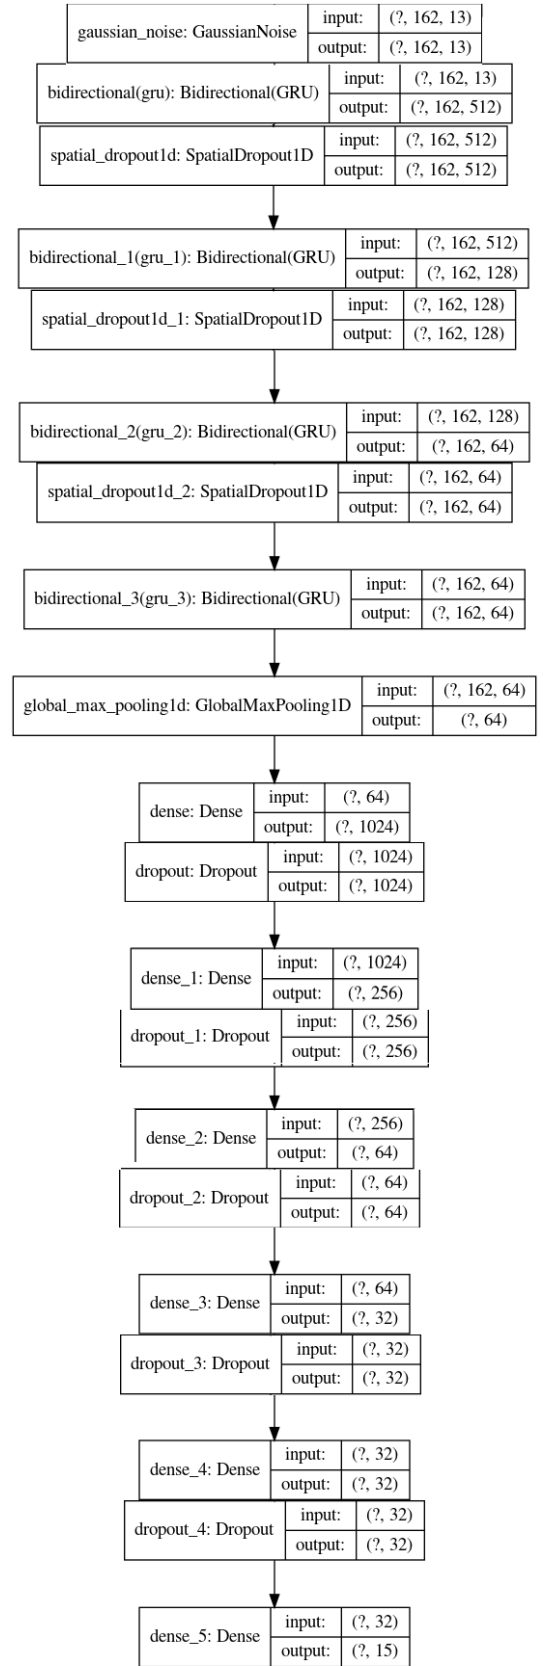 gaussian_noise: GaussianNoise
input: (?, 162, 13)
output: (?, 162, 13)
bidirectional(gru): Bidirectional(GRU)
input: (?, 162, 13)
output: (?, 162, 512)
spatial_dropout1d: SpatialDropout1D
input: (?, 162, 512)
output: (?, 162, 512)
bidirectional_1(gru_1): Bidirectional(GRU)
input: (?, 162, 512)
output: (?, 162, 128)
spatial_dropout1d_1: SpatialDropout1D
input: (?, 162, 128)
output: (?, 162, 128)
bidirectional_2(gru_2): Bidirectional(GRU)
input: (?, 162, 128)
output: (?, 162, 64)
spatial_dropout1d_2: SpatialDropout1D
input: (?, 162, 64)
output: (?, 162, 64)
bidirectional_3(gru_3): Bidirectional(GRU)
input: (?, 162, 64)
output: (?, 162, 64)
global_max_pooling1d: GlobalMaxPooling1D
input: (?, 162, 64)
output: (?, 64)
dense: Dense
input: (?, 64)
output: (?, 1024)
dropout: Dropout
input: (?, 1024)
output: (?, 1024)
dense_1: Dense
input: (?, 1024)
output: (?, 256)
dropout_1: Dropout
input: (?, 256)
output: (?, 256)
dense_2: Dense
input: (?, 256)
output: (?, 64)
dropout_2: Dropout
input: (?, 64)
output: (?, 64)
dense_3: Dense
input: (?, 64)
output: (?, 32)
dropout_3: Dropout
input: (?, 32)
output: (?, 32)
dense_4: Dense
input: (?, 32)
output: (?, 32)
dropout_4: Dropout
input: (?, 32)
output: (?, 32)
dense_5: Dense
input: (?, 32)
output: (?, 15)